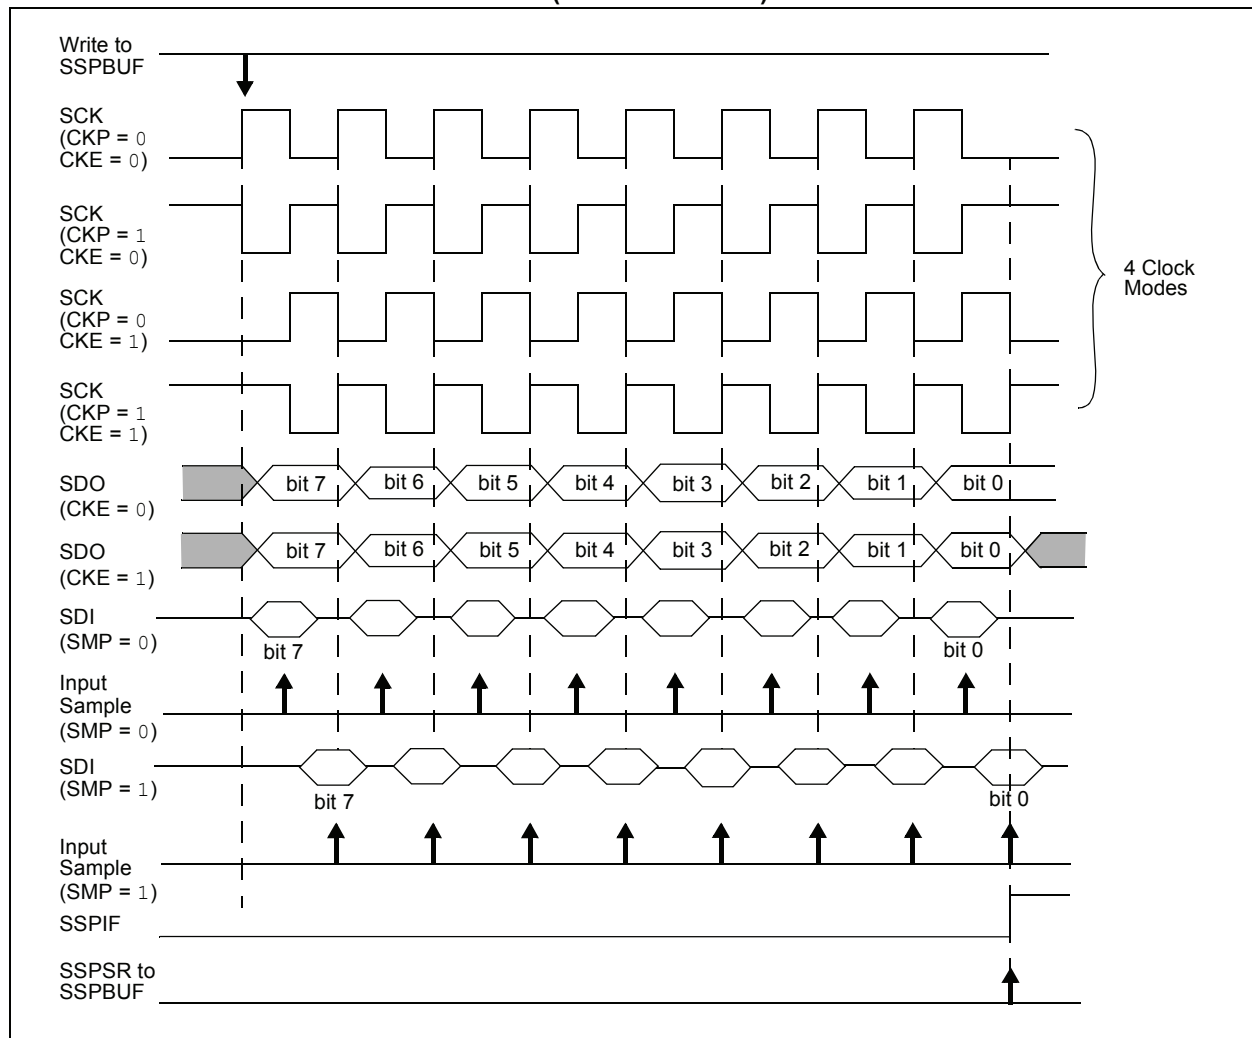 Write to
SSPBUF
SCK
(CKP = 0
CKE = 0)
SCK
(CKP = 1
CKE = 0)
SCK
(CKP = 0
CKE = 1)
SCK
(CKP = 1
CKE = 1)
4 Clock
Modes
SDO
(CKE = 0)
bit 7 bit 6 bit 5 bit 4 bit 3 bit 2 bit 1 bit 0
SDO
(CKE = 1)
bit 7 bit 6 bit 5 bit 4 bit 3 bit 2 bit 1 bit 0
SDI
(SMP = 0)
bit 7 bit 0
Input
Sample
(SMP = 0)
SDI
(SMP = 1)
bit 7 bit 0
Input
Sample
(SMP = 1)
SSPIF
SSPSR to
SSPBUF